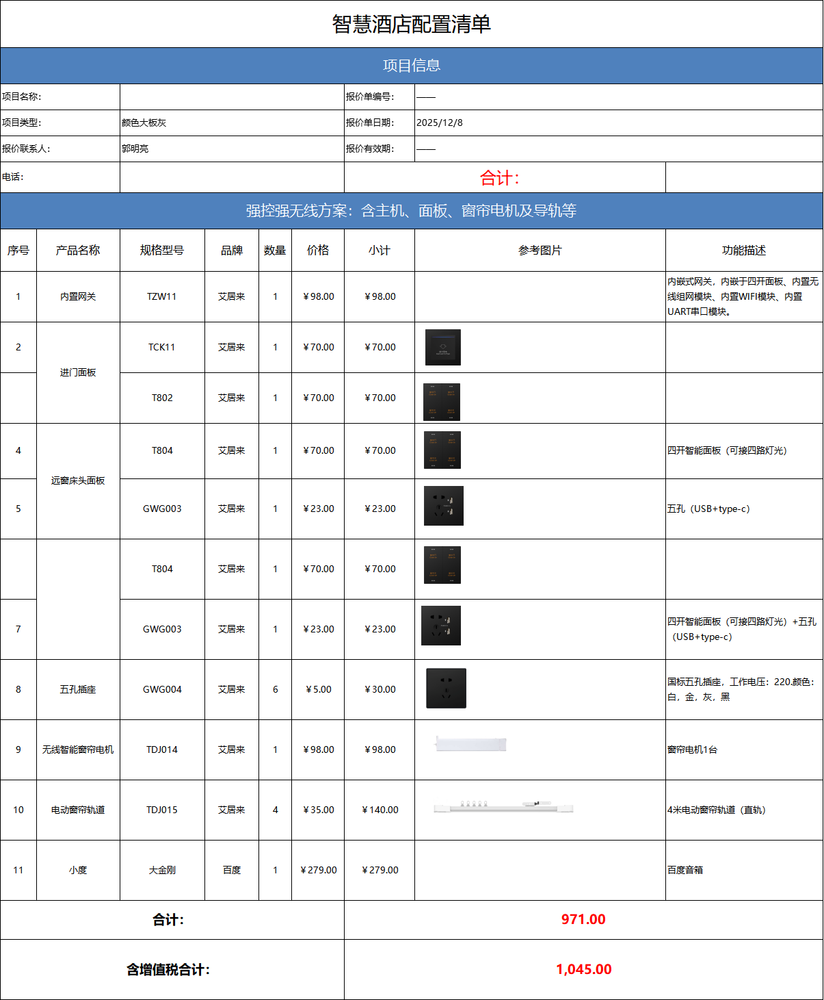 智慧酒店配置清单
项目信息
项目名称： 报价单编号： ——
项目类型： 颜色大板灰 报价单日期： 2025/12/8
报价联系人： 郭明亮 报价有效期： ——
电话： 合计：
强控强无线方案：含主机、面板、窗帘电机及导轨等
序号 产品名称 规格型号 品牌 数量 价格 小计 参考图片 功能描述
1 内置网关 TZW11 艾居来 1 ￥98.00 ￥98.00 内嵌式网关，内嵌于四开面板、内置无
线组网模块、内置WIFI模块、内置
UART串口模块。
2 进门面板 TCK11 艾居来 1 ￥70.00 ￥70.00
T802 艾居来 1 ￥70.00 ￥70.00
4 远窗床头面板 T804 艾居来 1 ￥70.00 ￥70.00 四开智能面板（可接四路灯光）
5 GWG003 艾居来 1 ￥23.00 ￥23.00 五孔（USB+type-c）
T804 艾居来 1 ￥70.00 ￥70.00
7 GWG003 艾居来 1 ￥23.00 ￥23.00 四开智能面板（可接四路灯光）+五孔
（USB+type-c）
8 五孔插座 GWG004 艾居来 6 ￥5.00 ￥30.00 国标五孔插座，工作电压：220.颜色：
白，金，灰，黑
9 无线智能窗帘电机 TDJ014 艾居来 1 ￥98.00 ￥98.00 窗帘电机1台
10 电动窗帘轨道 TDJ015 艾居来 4 ￥35.00 ￥140.00 4米电动窗帘轨道（直轨）
11 小度 大金刚 百度 1 ￥279.00 ￥279.00 百度音箱
合计： 971.00
含增值税合计： 1,045.00